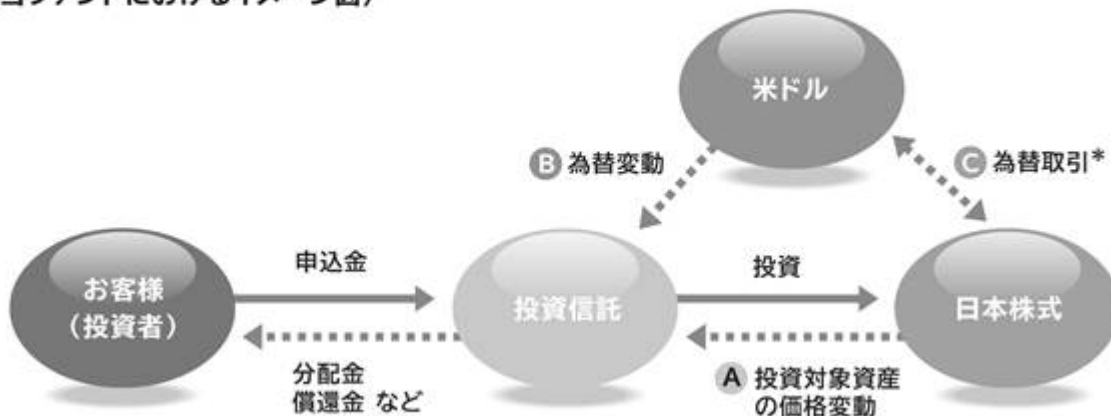 米ドル
B 為替変動
C 為替取引*
お客様
（投資者）
申込金
投資信託
投資
日本株式
分配金
償還金 など
A 投資対象資産
の価格変動